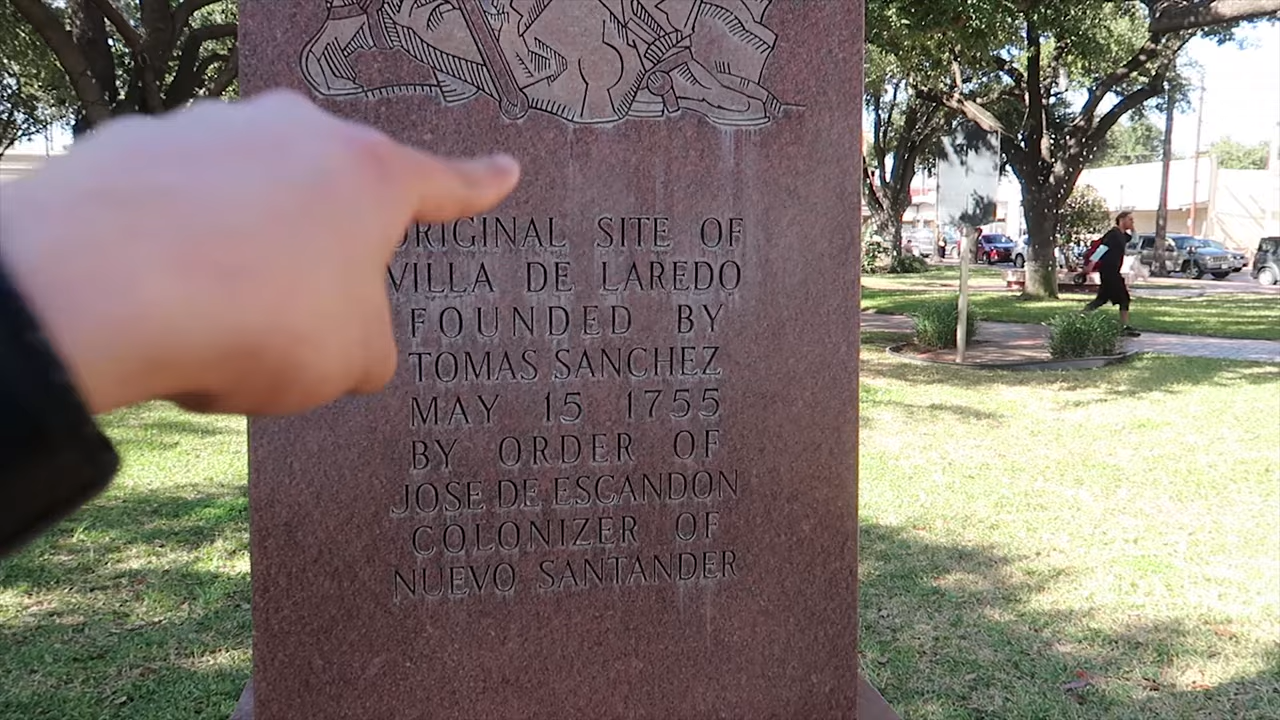 ORIGINAL SITE OF
VILLA DE LAREDO
FOUNDED BY
TOMAS SANCHEZ
MAY 15 1755
BY ORDER OF
JOSE DE ESCANDON
COLONIZER OF
NUEVO SANTANDER